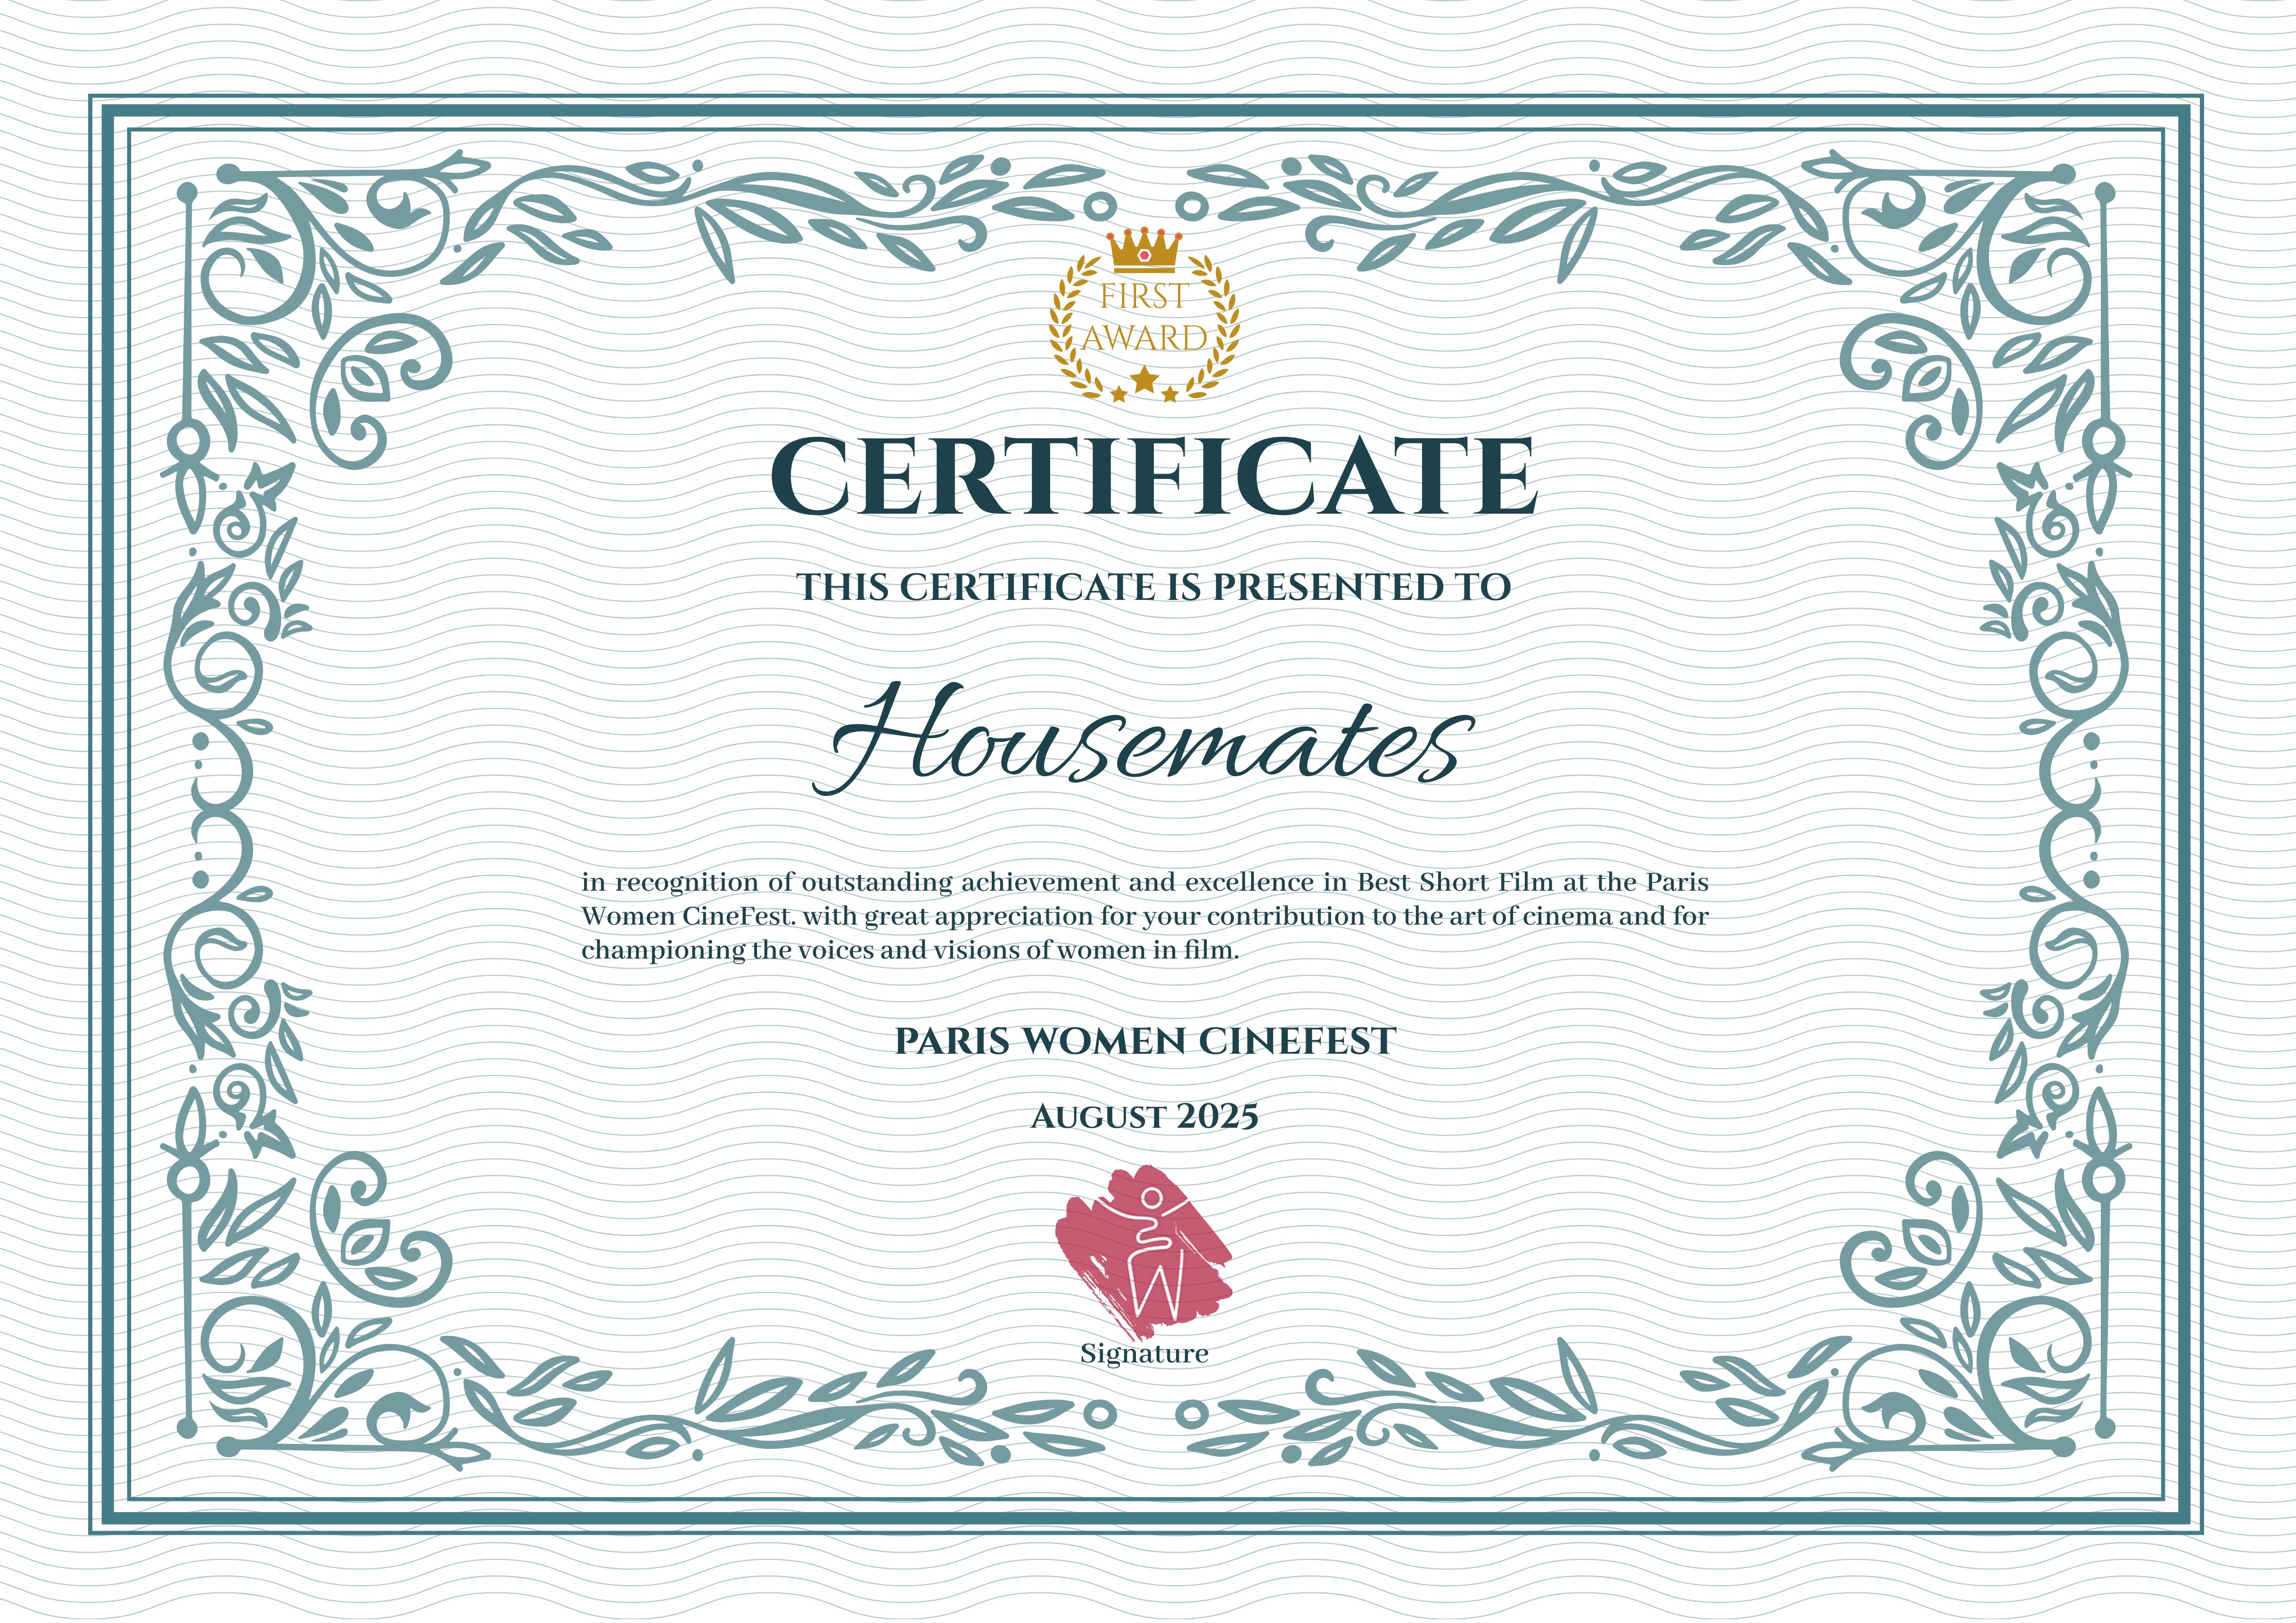 FIRST
AWARD
CERTIFICATE
THIS CERTIFICATE IS PRESENTED TO
Housemates
in recognition of outstanding achievement and excellence in Best Short Film at the Paris
Women CineFest. with great appreciation for your contribution to the art of cinema and for
championing the voices and visions of women in film.
PARIS WOMEN CINEFEST
AUGUST 2025
W
Signature